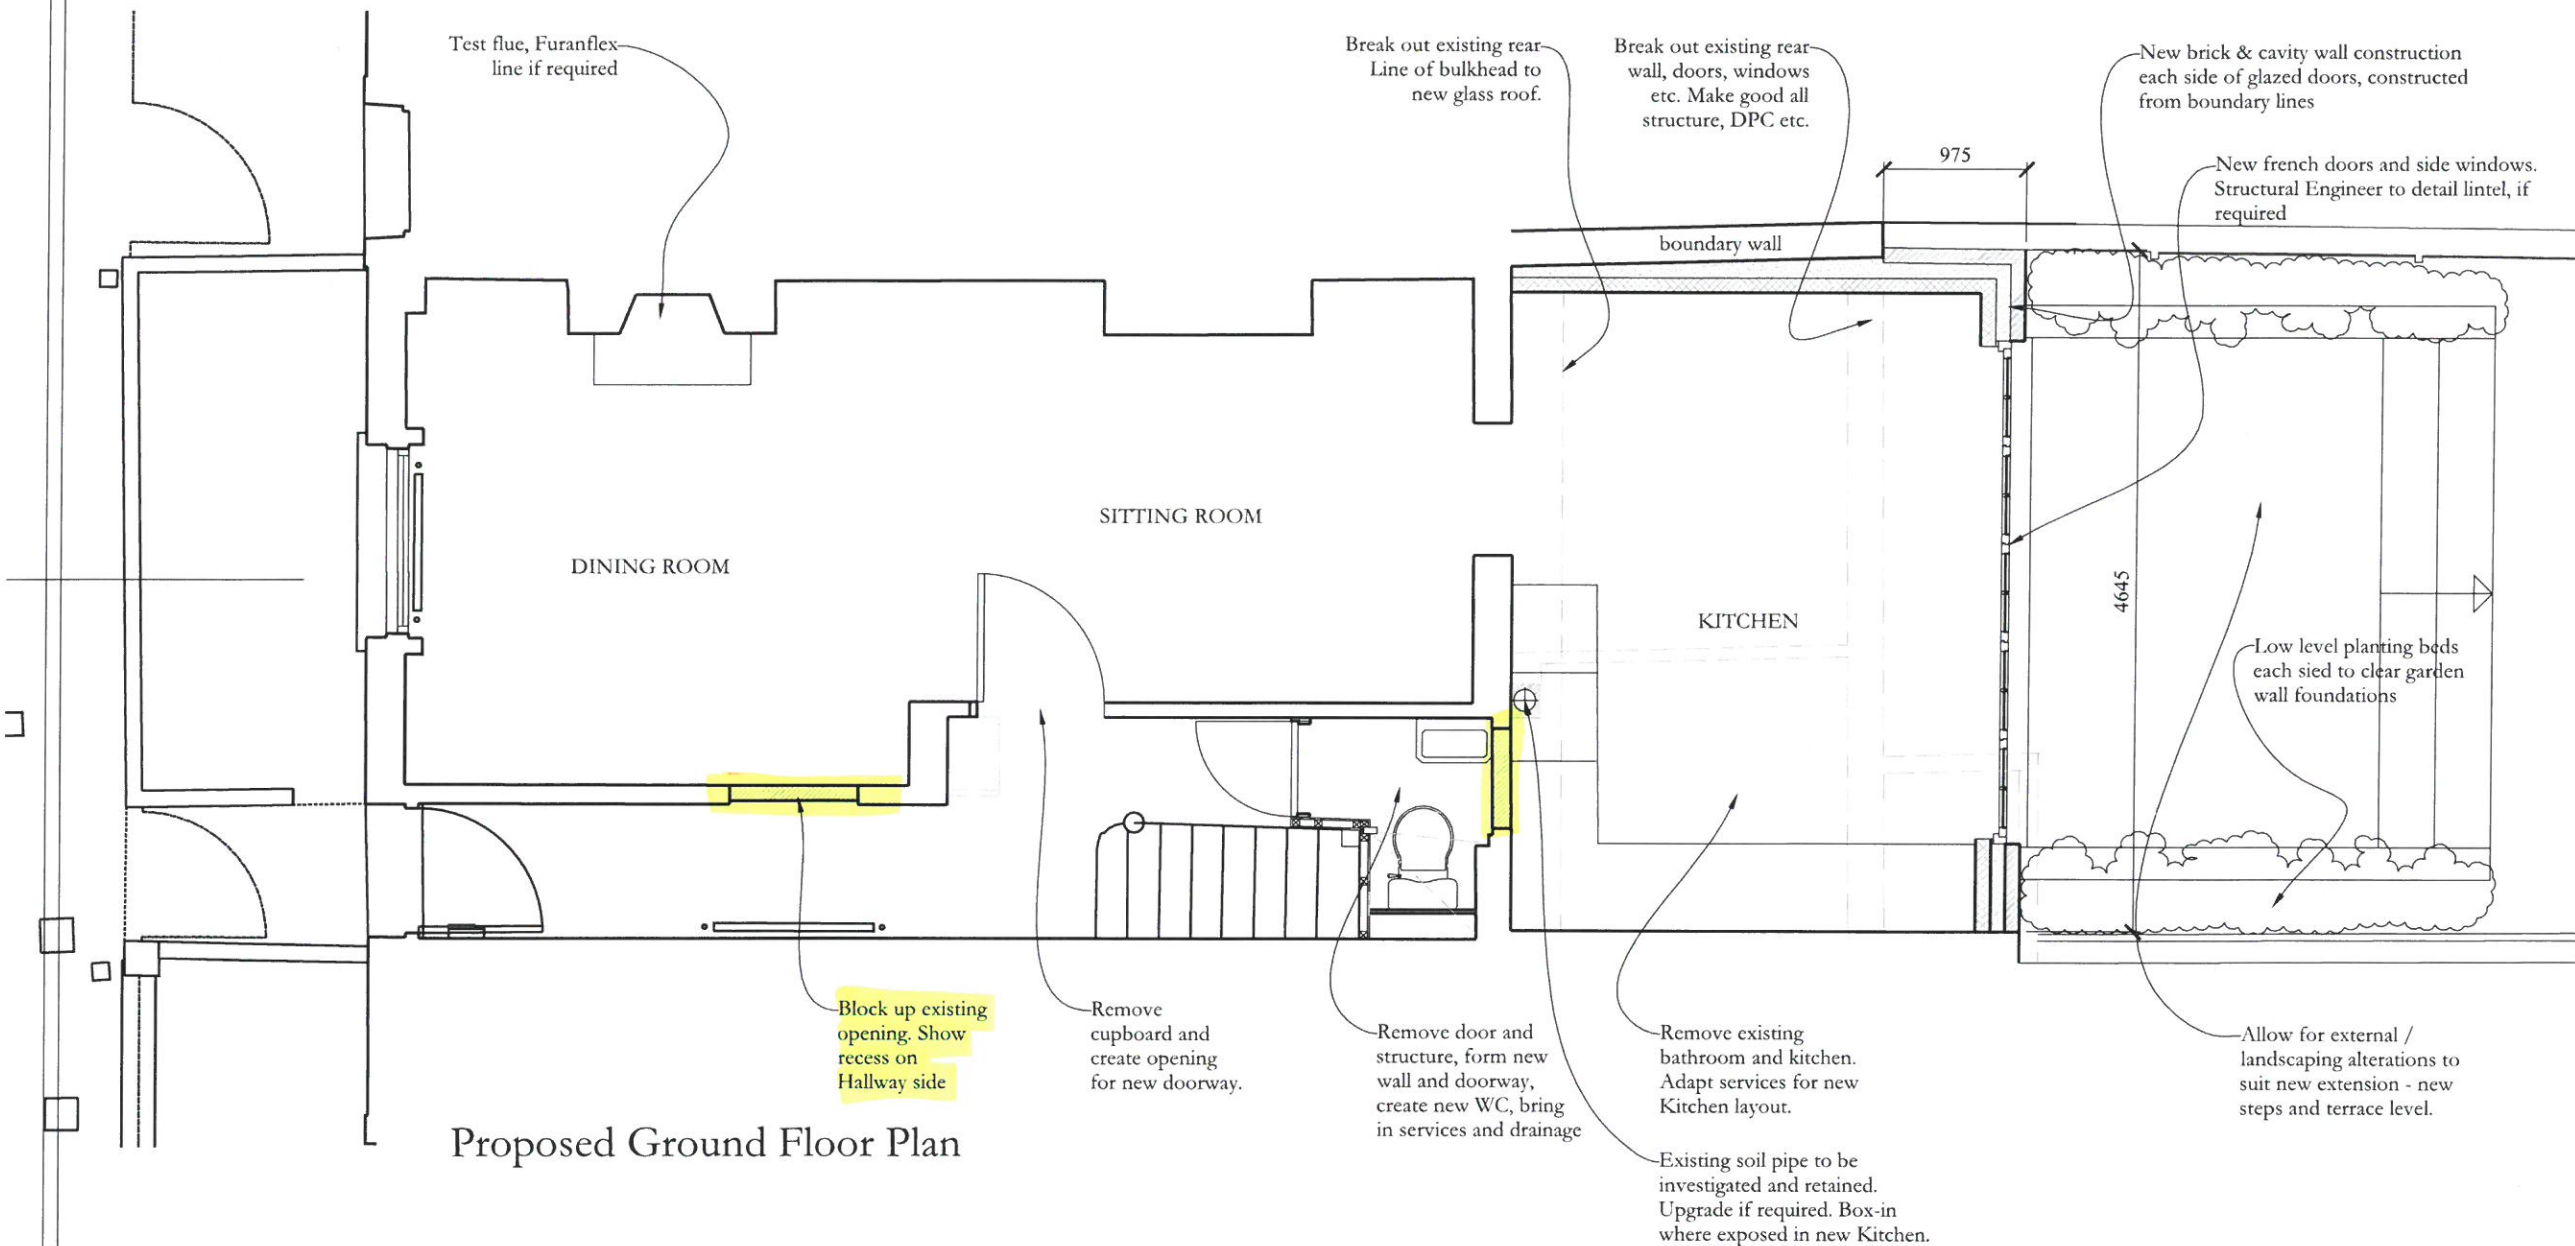 Test flue, Furanflex
line if required
Break out existing rear
Line of bulkhead to
new glass roof.
Break out existing rear
wall, doors, windows
etc. Make good all
structure, DPC etc.
New brick & cavity wall construction
each side of glazed doors, constructed
from boundary lines
975
New french doors and side windows.
Structural Engineer to detail lintel, if
required
boundary wall
SITTING ROOM
DINING ROOM
KITCHEN
4645
Low level planting beds
each sied to clear garden
wall foundations
Block up existing
opening. Show
recess on
Hallway side
Remove
cupboard and
create opening
for new doorway.
Remove door and
structure, form new
wall and doorway,
create new WC, bring
in services and drainage
Remove existing
bathroom and kitchen.
Adapt services for new
Kitchen layout.
Allow for external /
landscaping alterations to
suit new extension - new
steps and terrace level.
Proposed Ground Floor Plan
Existing soil pipe to be
investigated and retained.
Upgrade if required. Box-in
where exposed in new Kitchen.